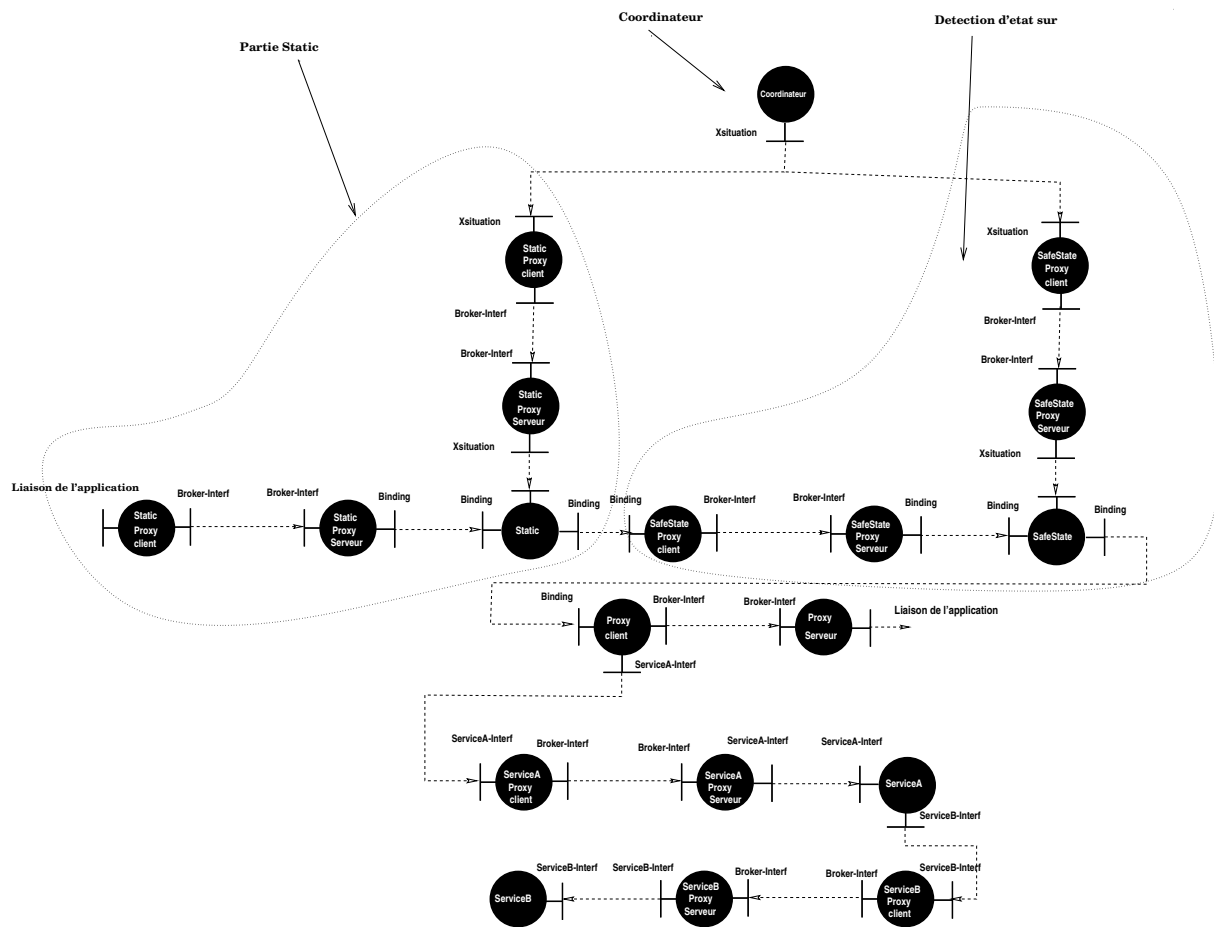 Coordinateur
Detection d'etat sur
Partie Static
Coordinateur
Xsituation
Xsituation
Xsituation
Static
Proxy
client
SafeState
Proxy
client
Broker-Interf
Broker-Interf
Broker-Interf
Broker-Interf
Static
Proxy
Serveur
SafeState
Proxy
Serveur
Xsituation
Xsituation
Liaison de l'application
Broker-Interf
Broker-Interf
Binding
Binding
Binding
Binding
Broker-Interf
Broker-Interf
Binding
Binding
Binding
Static
Proxy
client
Static
Proxy
Serveur
Static
SafeState
Proxy
client
SafeState
Proxy
Serveur
SafeState
Binding
Broker-Interf
Broker-Interf
Liaison de l'application
Proxy
client
Proxy
Serveur
ServiceA-Interf
ServiceA-Interf
Broker-Interf
Broker-Interf
ServiceA-Interf
ServiceA-Interf
ServiceA
Proxy
client
ServiceA
Proxy
Serveur
ServiceA
ServiceB-Interf
ServiceB-Interf
ServiceB-Interf
Broker-Interf
Broker-Interf
ServiceB-Interf
ServiceB
ServiceB
Proxy
Serveur
ServiceB
Proxy
client